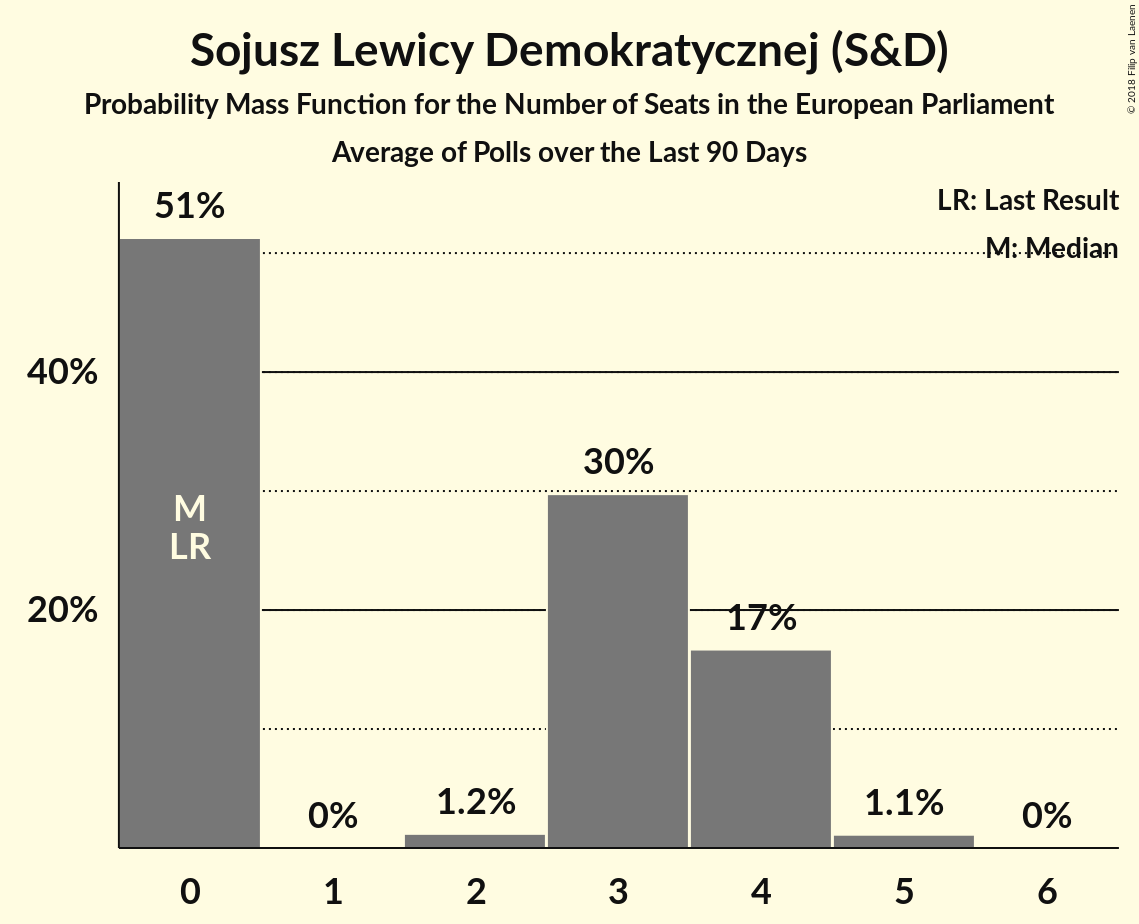 Sojusz Lewicy Demokratycznej (S&D)
Probability Mass Function for the Number of Seats in the European Parliament
Average of Polls over the Last 90 Days
© 2018 Filip van Laenen
LR: Last Result
M: Median
51%
40%
30%
M
LR
20%
17%
0%
1.2%
1.1%
0%
0
1
2
3
4
5
6